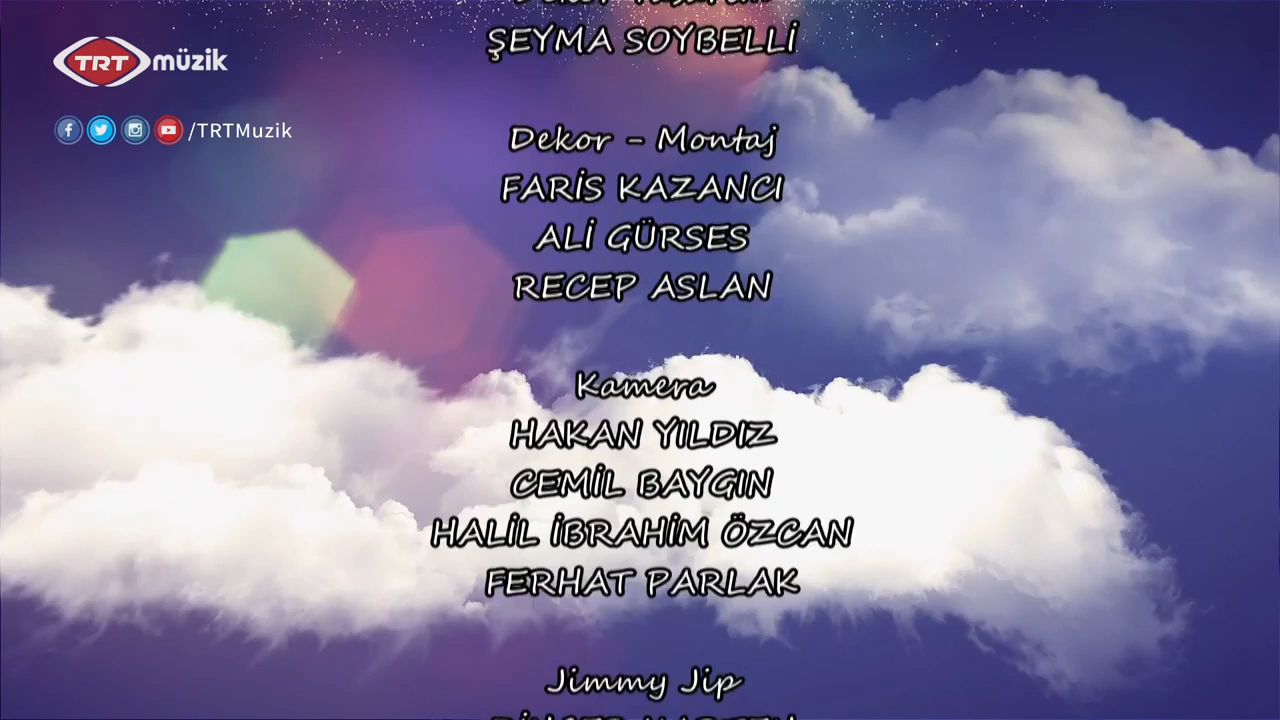 ŞEYMA SOYBELLİ
TRT müzik
/TRTMuzik
Dekor - Montaj
FARİS KAZANCI
ALİ GÜRSES
RECEP ASLAN
Kamera
HAKAN YILDIZ
CEMİL BAYGIN
HALİL İBRAHİM ÖZCAN
FERHAT PARLAK
Jimmy Jip